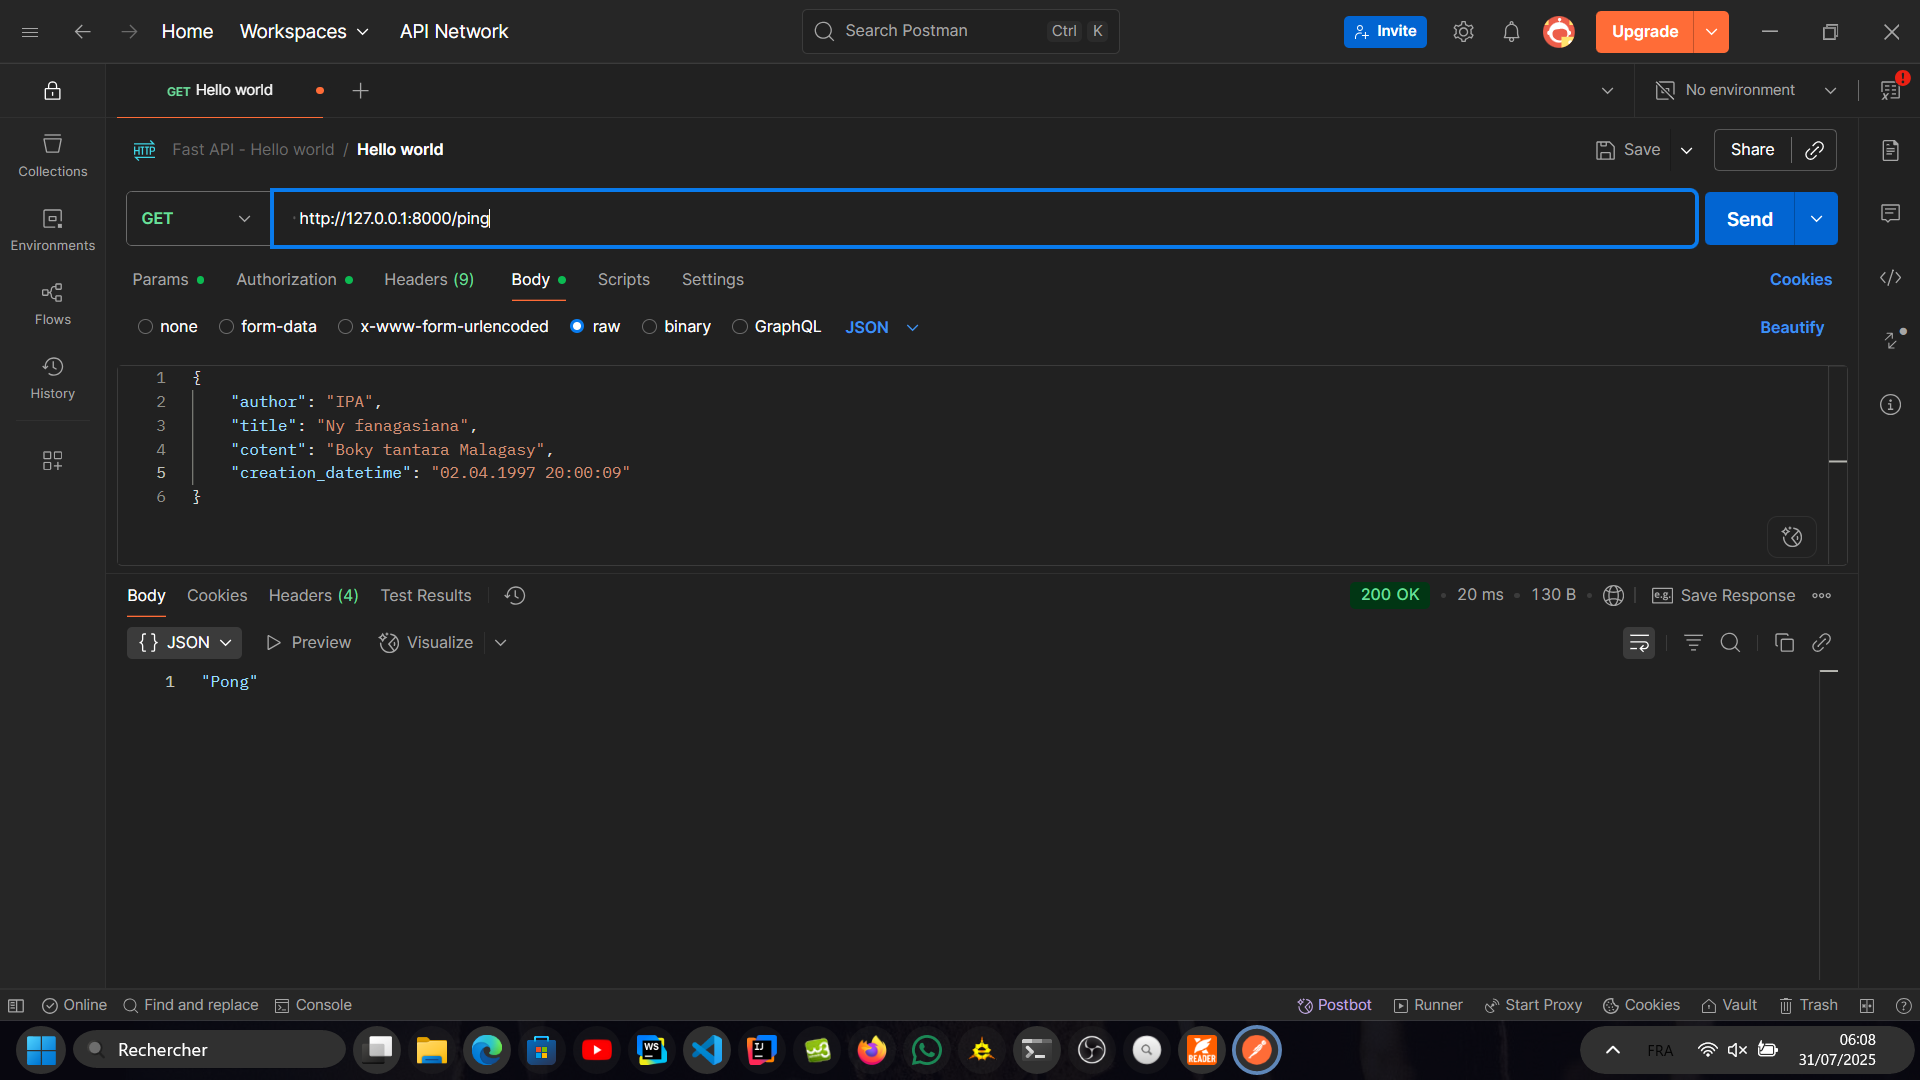 Home Workspaces API Network Search Postman Ctrl K Invite Upgrade
GET Hello world No environment
Collections
Environments
Flows
History
HTTP Fast API - Hello world / Hello world Save Share
GET http://127.0.0.1:8000/ping Send
Params Authorization Headers (9) Body Scripts Settings Cookies
none form-data x-www-form-urlencoded raw binary GraphQL JSON Beautify
1 {
2 "author": "IPA",
3 "title": "Ny fanagasiana",
4 "cotent": "Boky tantara Malagasy",
5 "creation_datetime": "02.04.1997 20:00:09"
6 }
Body Cookies Headers (4) Test Results 200 OK 20 ms 130 B e.g. Save Response
{} JSON Preview Visualize
1 "Pong"
Online Find and replace Console Postbot Runner Start Proxy Cookies Vault Trash
Rechercher WS IJ READER FRA 06:08
31/07/2025